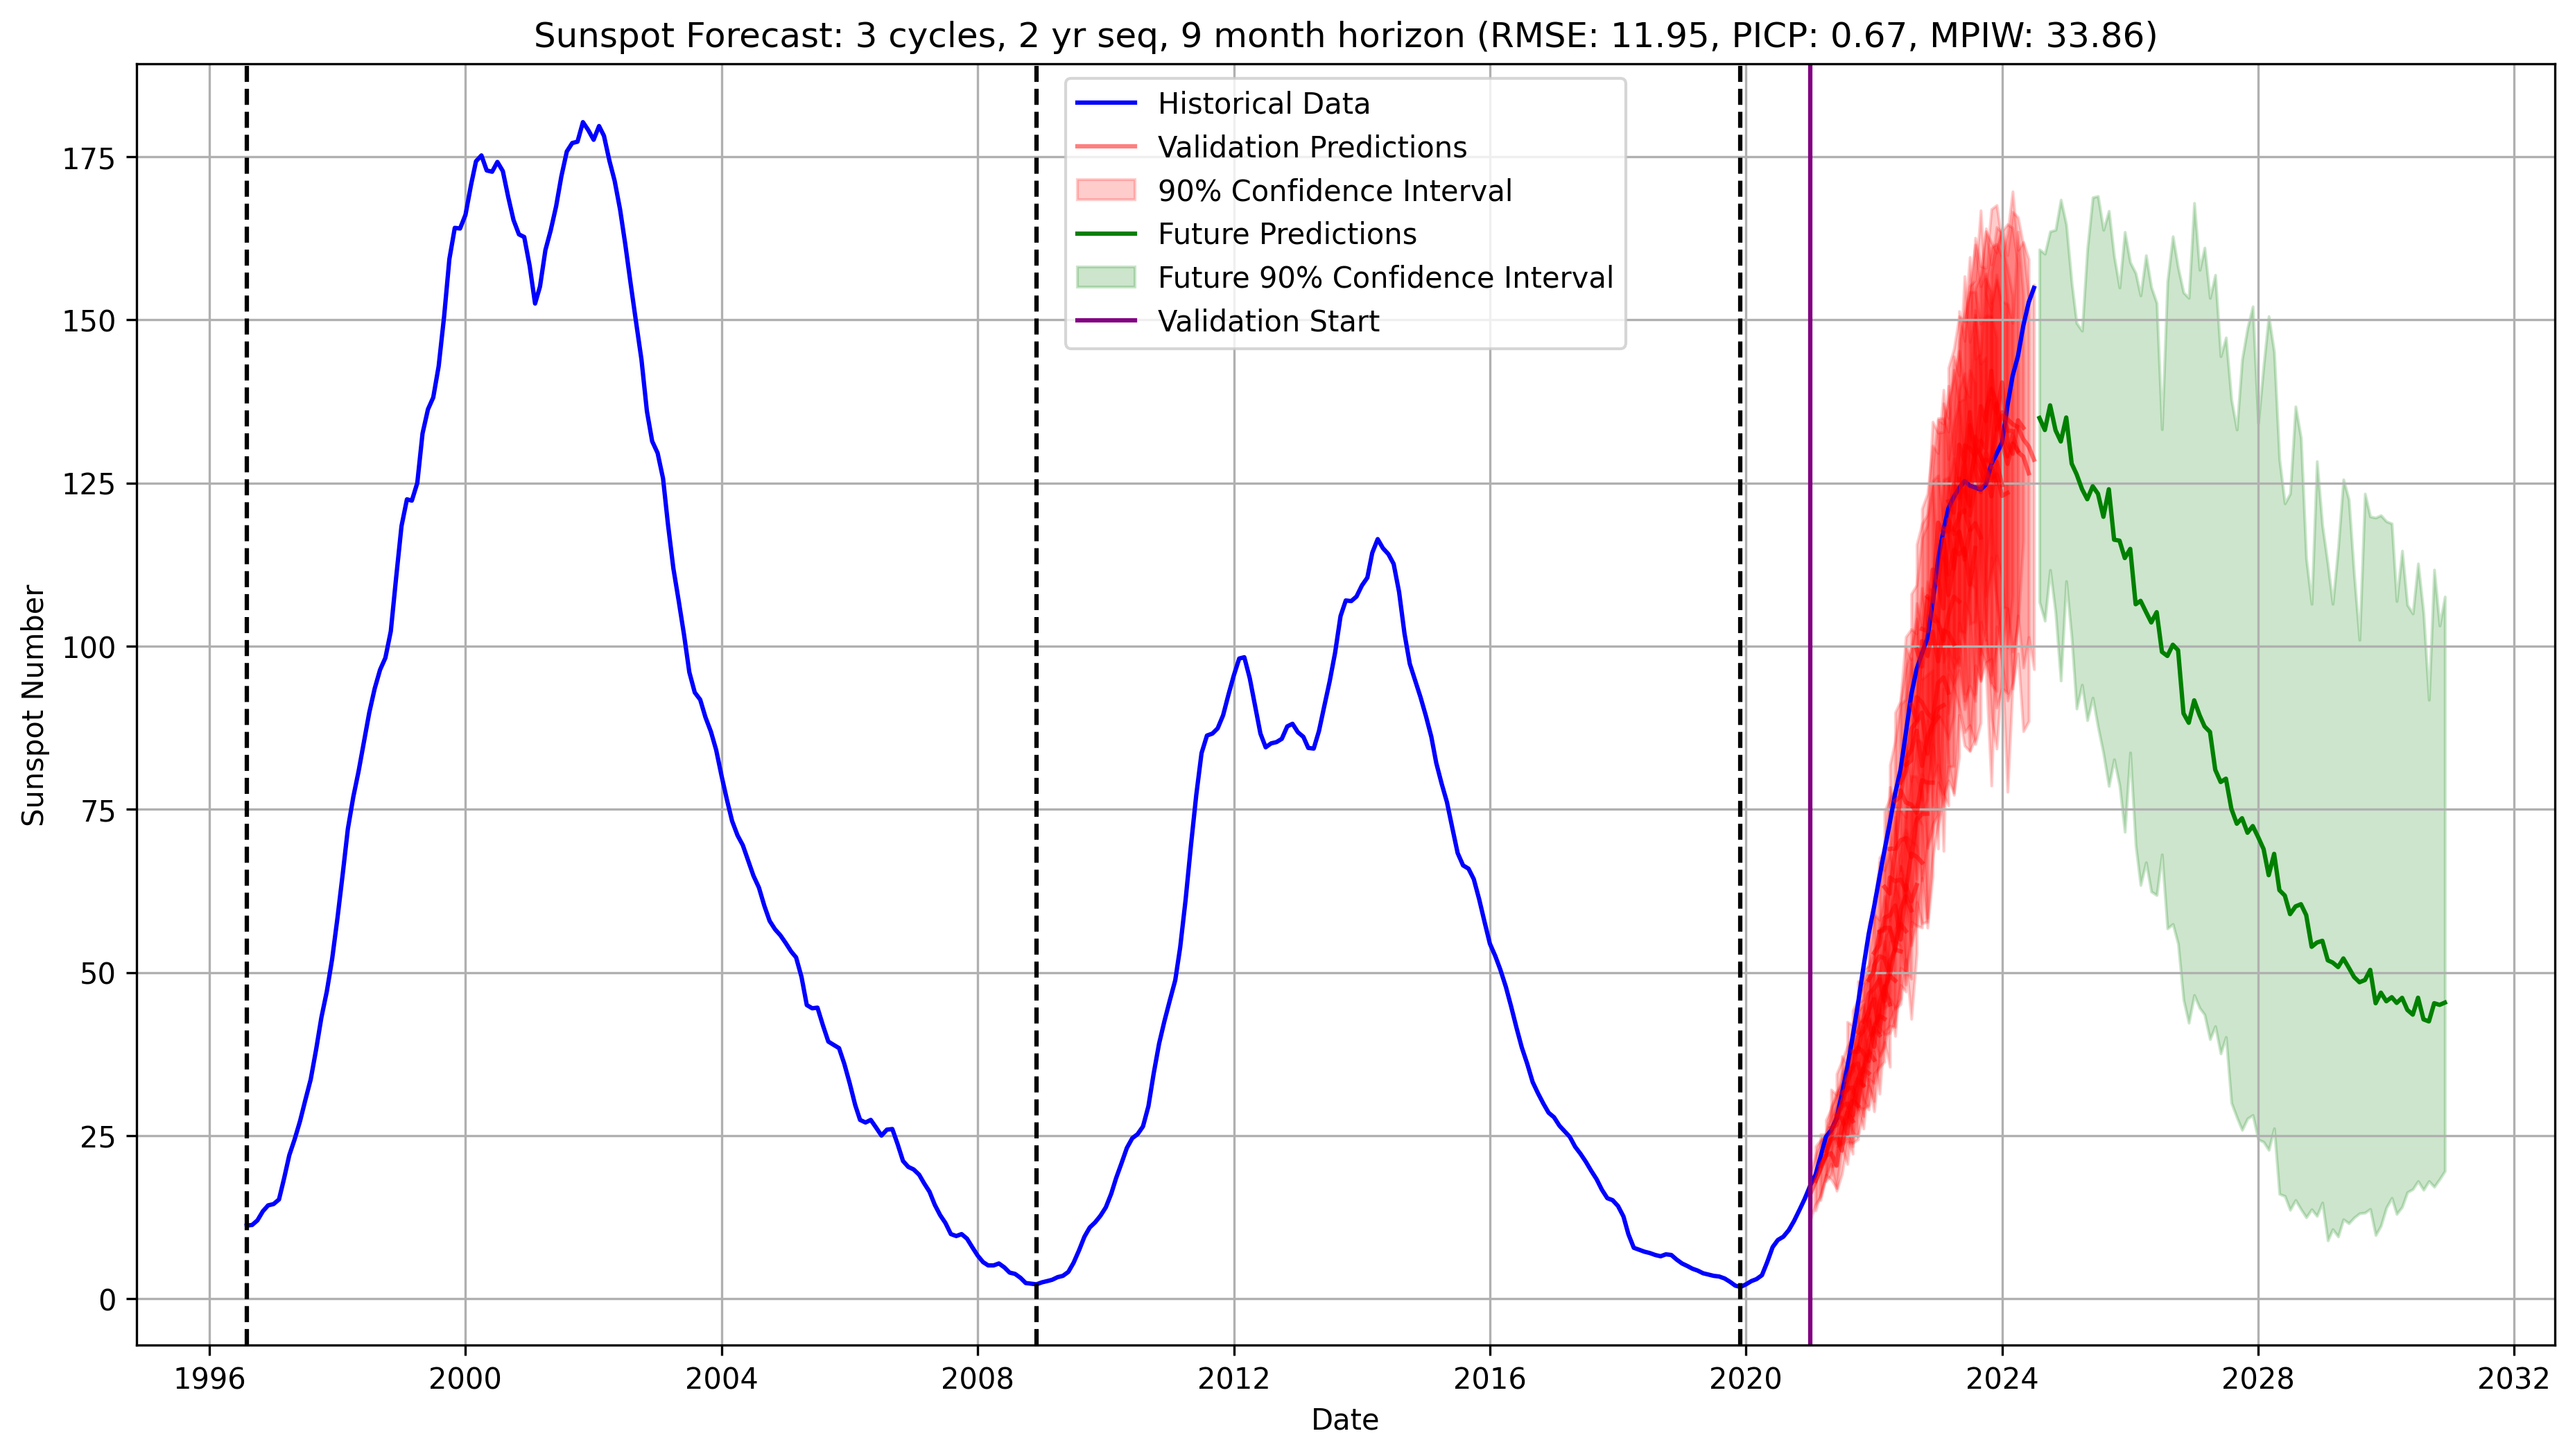 Sunspot Forecast: 3 cycles, 2 yr seq, 9 month horizon (RMSE: 11.95, PICP: 0.67, MPIW: 33.86)
Historical Data
Validation Predictions
90% Confidence Interval
Future Predictions
Future 90% Confidence Interval
Validation Start
Sunspot Number
175
150
125
100
75
50
25
0
1996 2000 2004 2008 2012 2016 2020 2024 2028 2032
Date